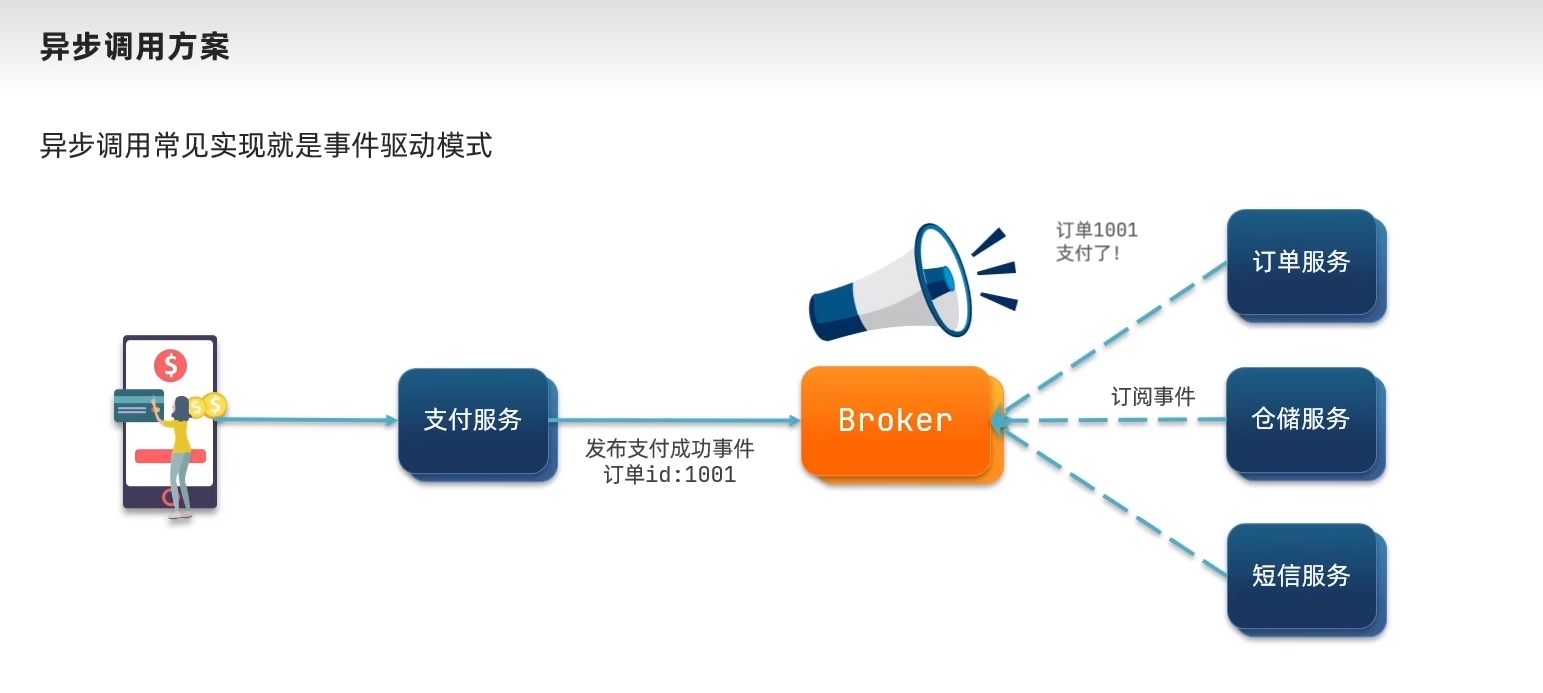 异步调用方案
异步调用常见实现就是事件驱动模式
订单1001
支付了!
订单服务
支付服务
发布支付成功事件
订单id:1001
Broker
订阅事件
仓储服务
短信服务